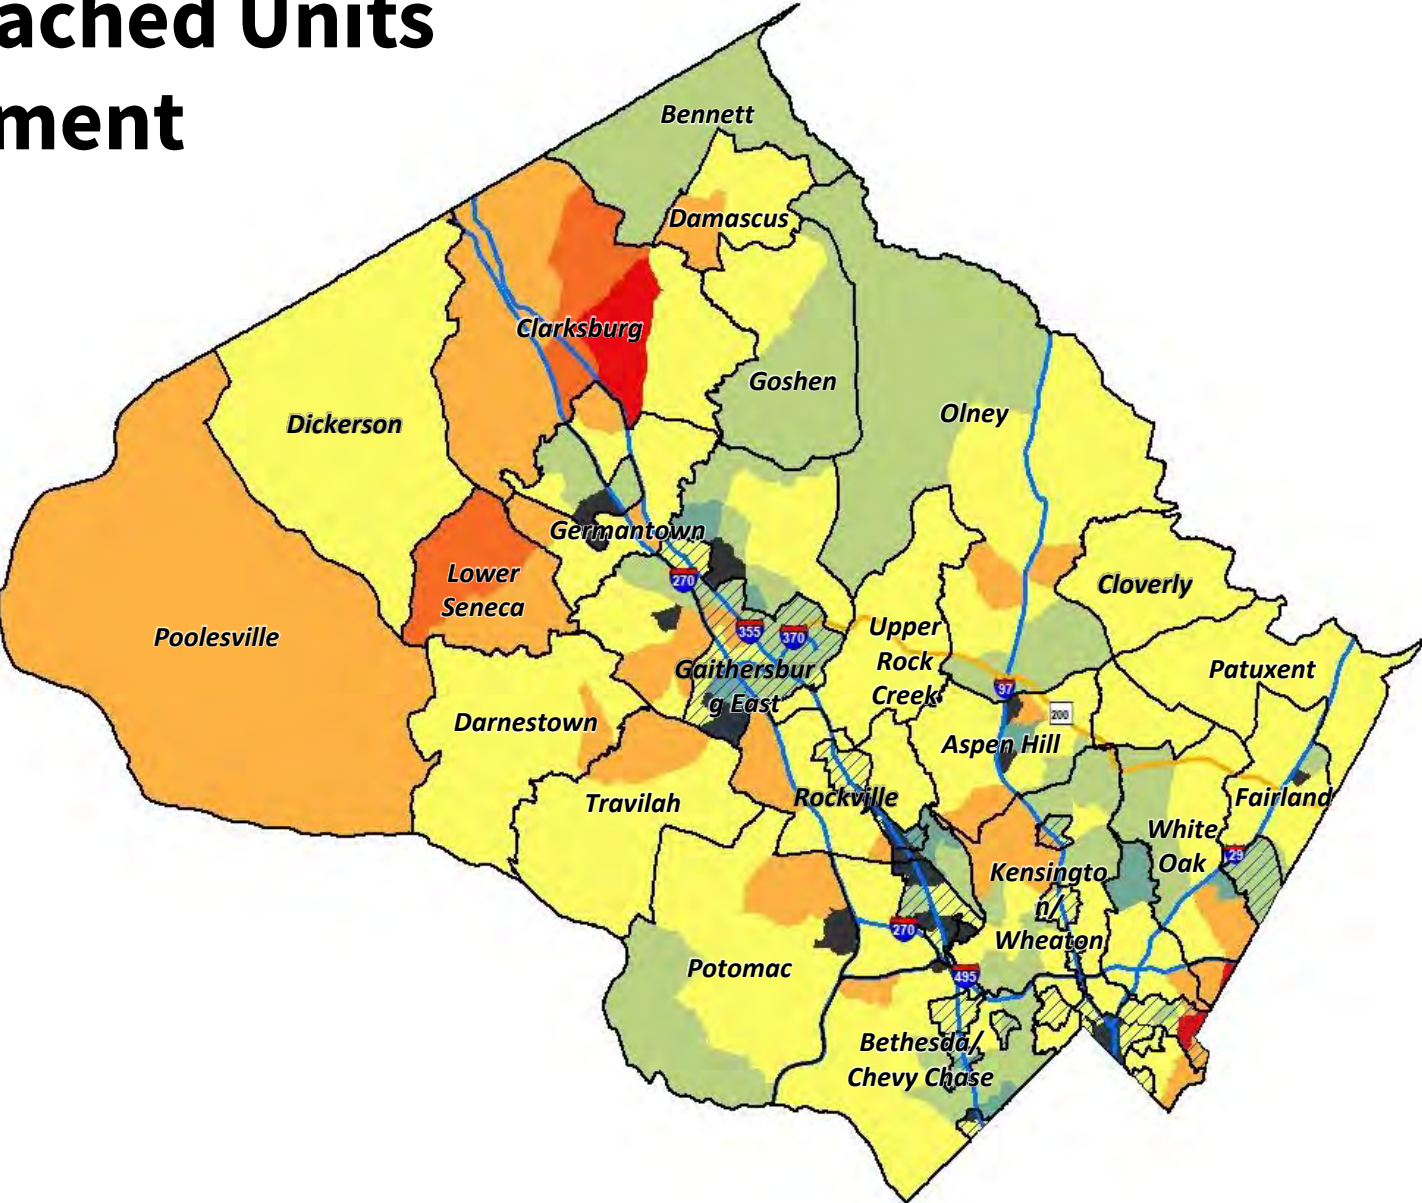 ached Units
ment
Bennett
Damascus
Clarksburg
Goshen
Dickerson
Olney
Germantown
Lower
Seneca
270
Cloverly
Poolesville
355
370
Upper
Rock
Creek
Gaithersbur
g East
Patuxent
97
200
Darnestown
Aspen Hill
Travilah
Rockville
Fairland
White
Oak
29
Kensingto
n/
Wheaton
270
Potomac
495
Bethesda/
Chevy Chase